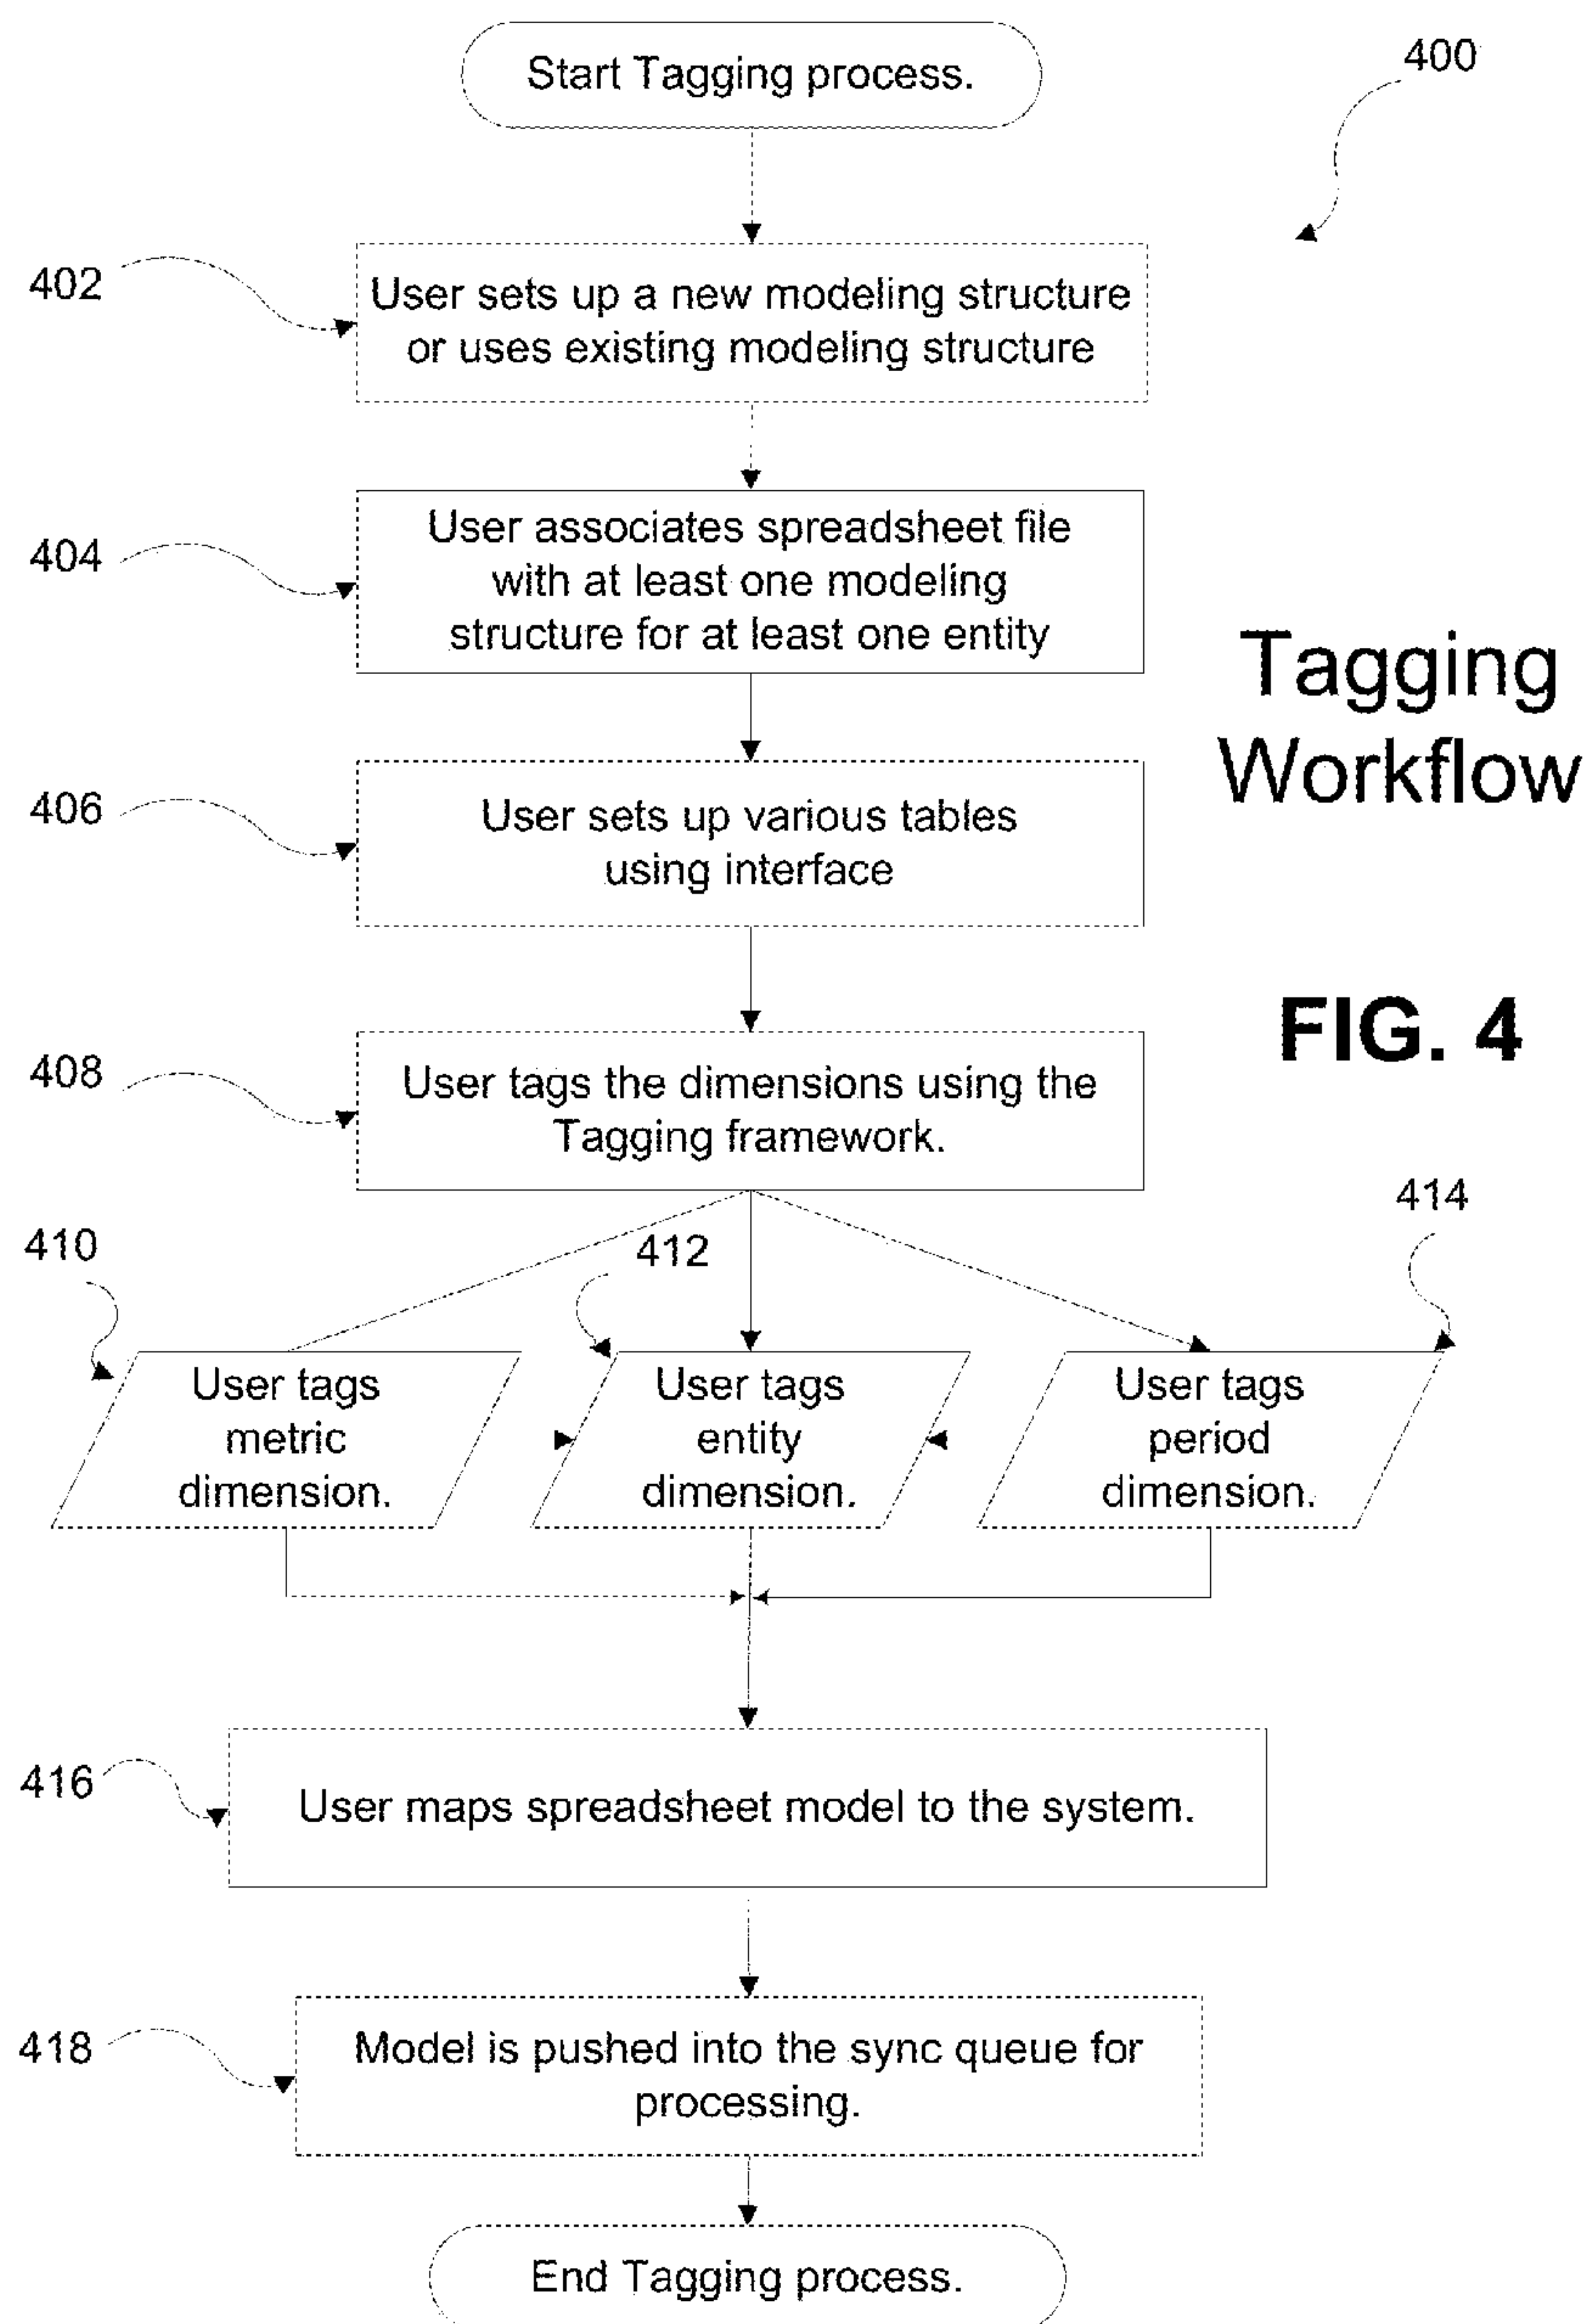 Start Tagging process.
400
402
User sets up a new modeling structure
or uses existing modeling structure
404
User associates spreadsheet file
with at least one modeling
structure for at least one entity
Tagging
Workflow
406
User sets up various tables
using interface
FIG. 4
408
User tags the dimensions using the
Tagging framework.
414
410
412
User tags
metric
dimension.
User tags
entity
dimension.
User tags
period
dimension.
416
User maps spreadsheet model to the system.
418
Model is pushed into the sync queue for
processing.
End Tagging process.